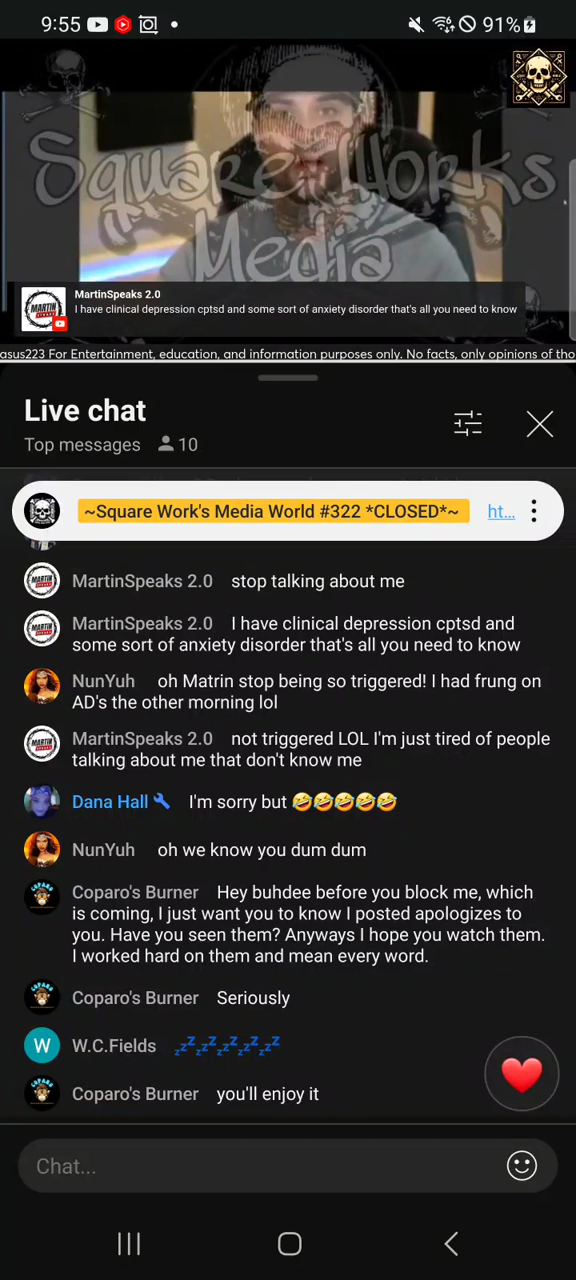 9:55
91%
Square Works
Media
MARTIN
MartinSpeaks 2.0
I have clinical depression cptsd and some sort of anxiety disorder that's all you need to know
asus223 For Entertainment, education, and information purposes only. No facts, only opinions of tho
Live chat
Top messages 10
~Square Work's Media World #322 *CLOSED*~ ht...
MartinSpeaks 2.0 stop talking about me
MartinSpeaks 2.0 I have clinical depression cptsd and
some sort of anxiety disorder that's all you need to know
NunYuh oh Matrin stop being so triggered! I had frung on
AD's the other morning lol
MartinSpeaks 2.0 not triggered LOL I'm just tired of people
talking about me that don't know me
Dana Hall I'm sorry but 🤣🤣🤣🤣🤣
NunYuh oh we know you dum dum
COPARO
Coparo's Burner Hey buhdee before you block me, which
is coming, I just want you to know I posted apologizes to
you. Have you seen them? Anyways I hope you watch them.
I worked hard on them and mean every word.
COPARO
Coparo's Burner Seriously
W
W.C.Fields 💤💤💤💤💤
COPARO
Coparo's Burner you'll enjoy it
Chat...